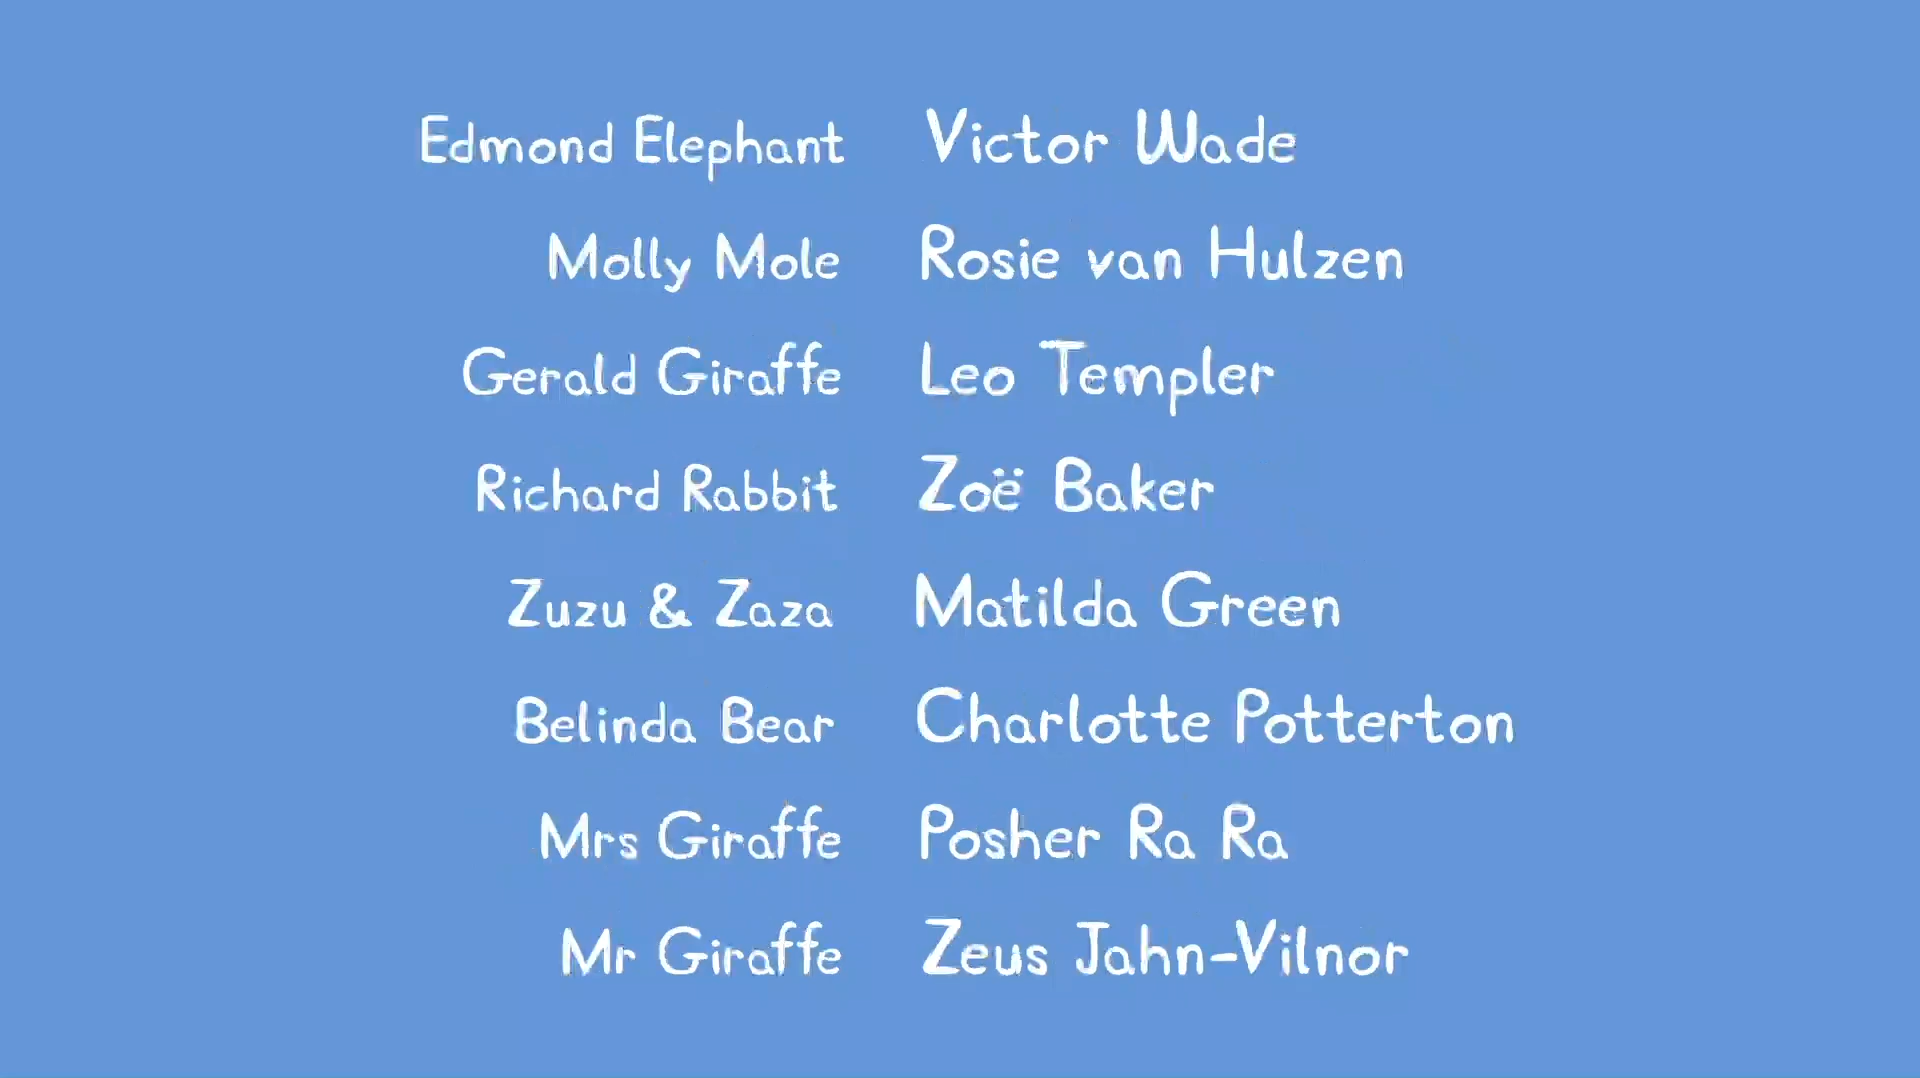 Edmond Elephant Victor Wade
Molly Mole Rosie van Hulzen
Gerald Giraffe Leo Templer
Richard Rabbit Zoë Baker
Zuzu & Zaza Matilda Green
Belinda Bear Charlotte Potterton
Mrs Giraffe Posher Ra Ra
Mr Giraffe Zeus Jahn-Vilnor